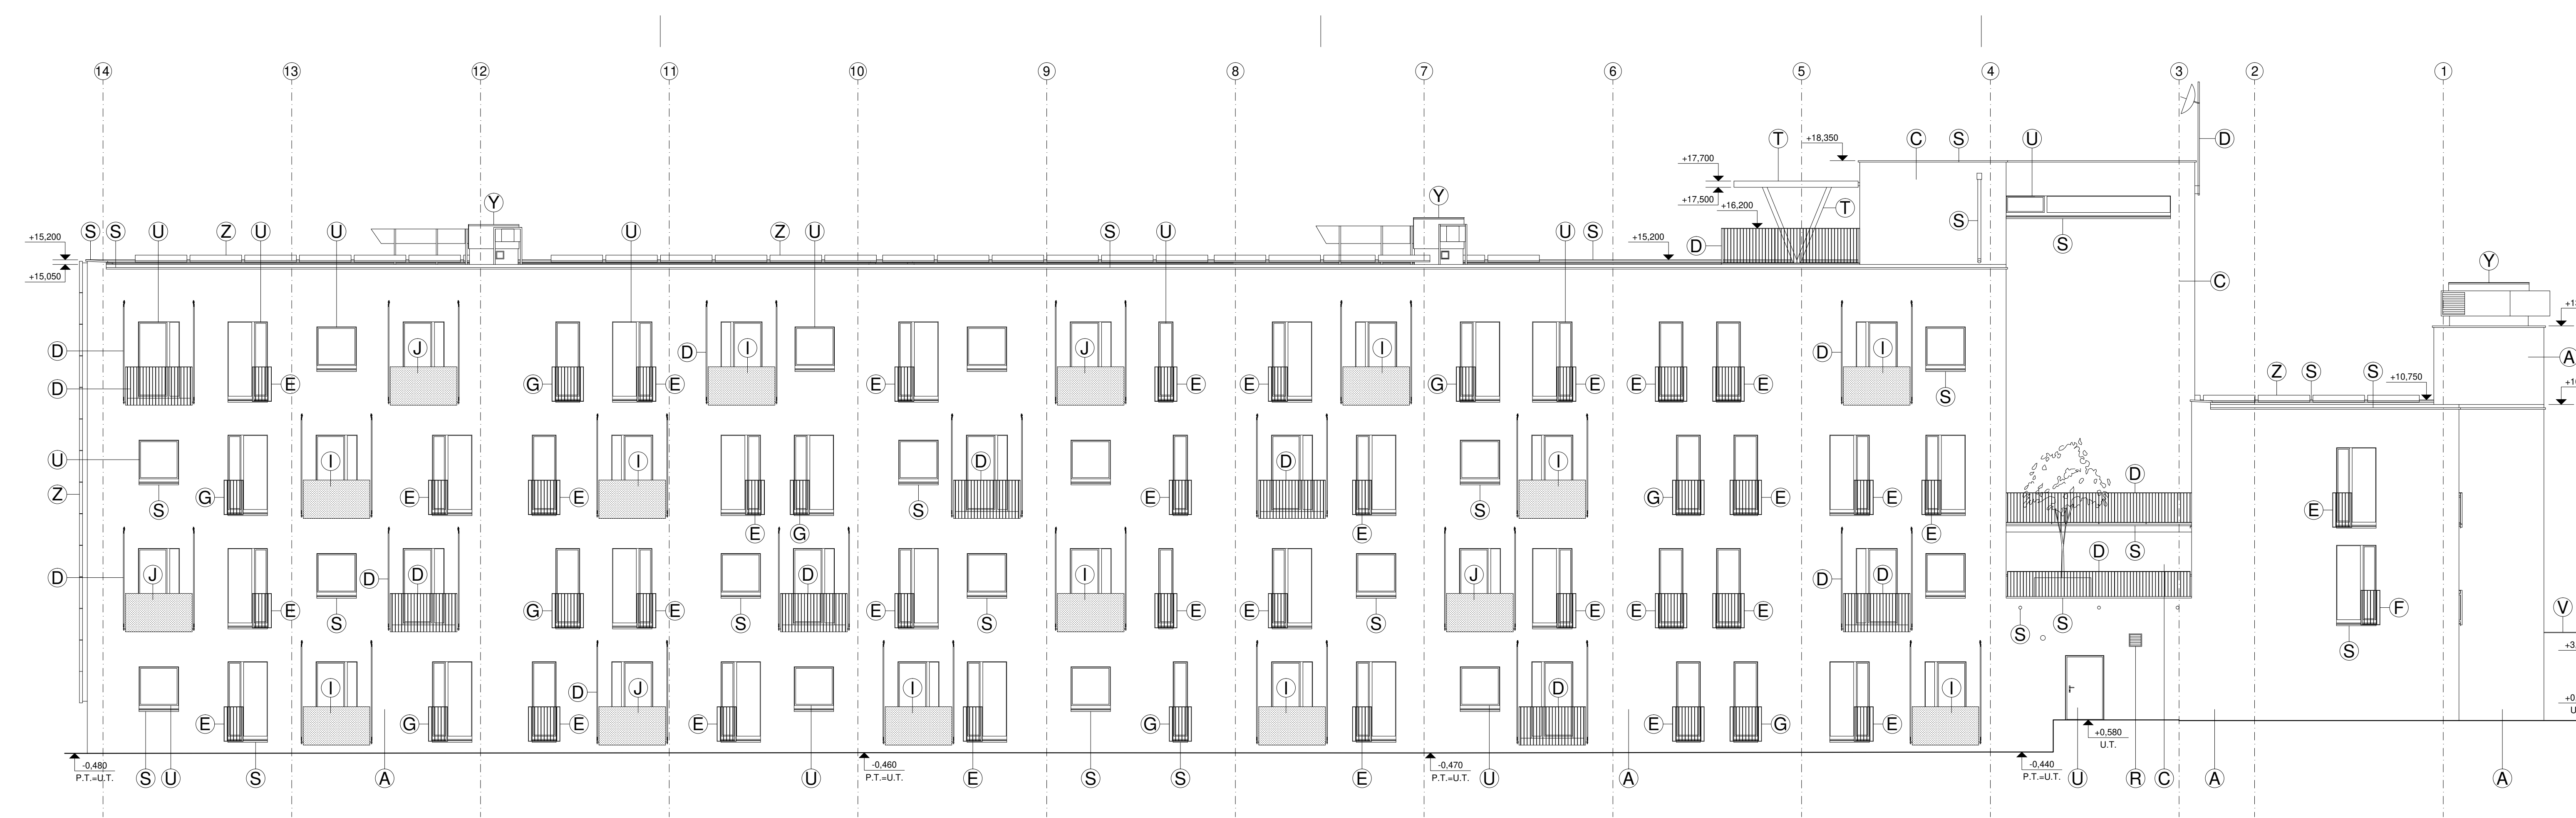 14 13 12 11 10 9 8 7 6 5 4 3 2 1
T +18,350 C S U D
+17,700
+17,500 T
+16,200
Y Y S
S S U Z U U U Z U S U U S D S
+15,200 +15,200
+15,050
Y
C
D J D I J I D I A
D E G E E E E G E E E S
Z S S +10,750
U I I S D D I D
Z G E E E G E S E
S E G E E S D
D J D D D I J D D S
E S G E S E S E E S E E E F V
S S S
I D J I I D I
E G E E G E
+0,580
U.T.
-0,480
P.T.=U.T.
S U S A U
-0,460
P.T.=U.T.
E S S E
-0,470
P.T.=U.T.
U A
-0,440
P.T.=U.T.
U R C A A